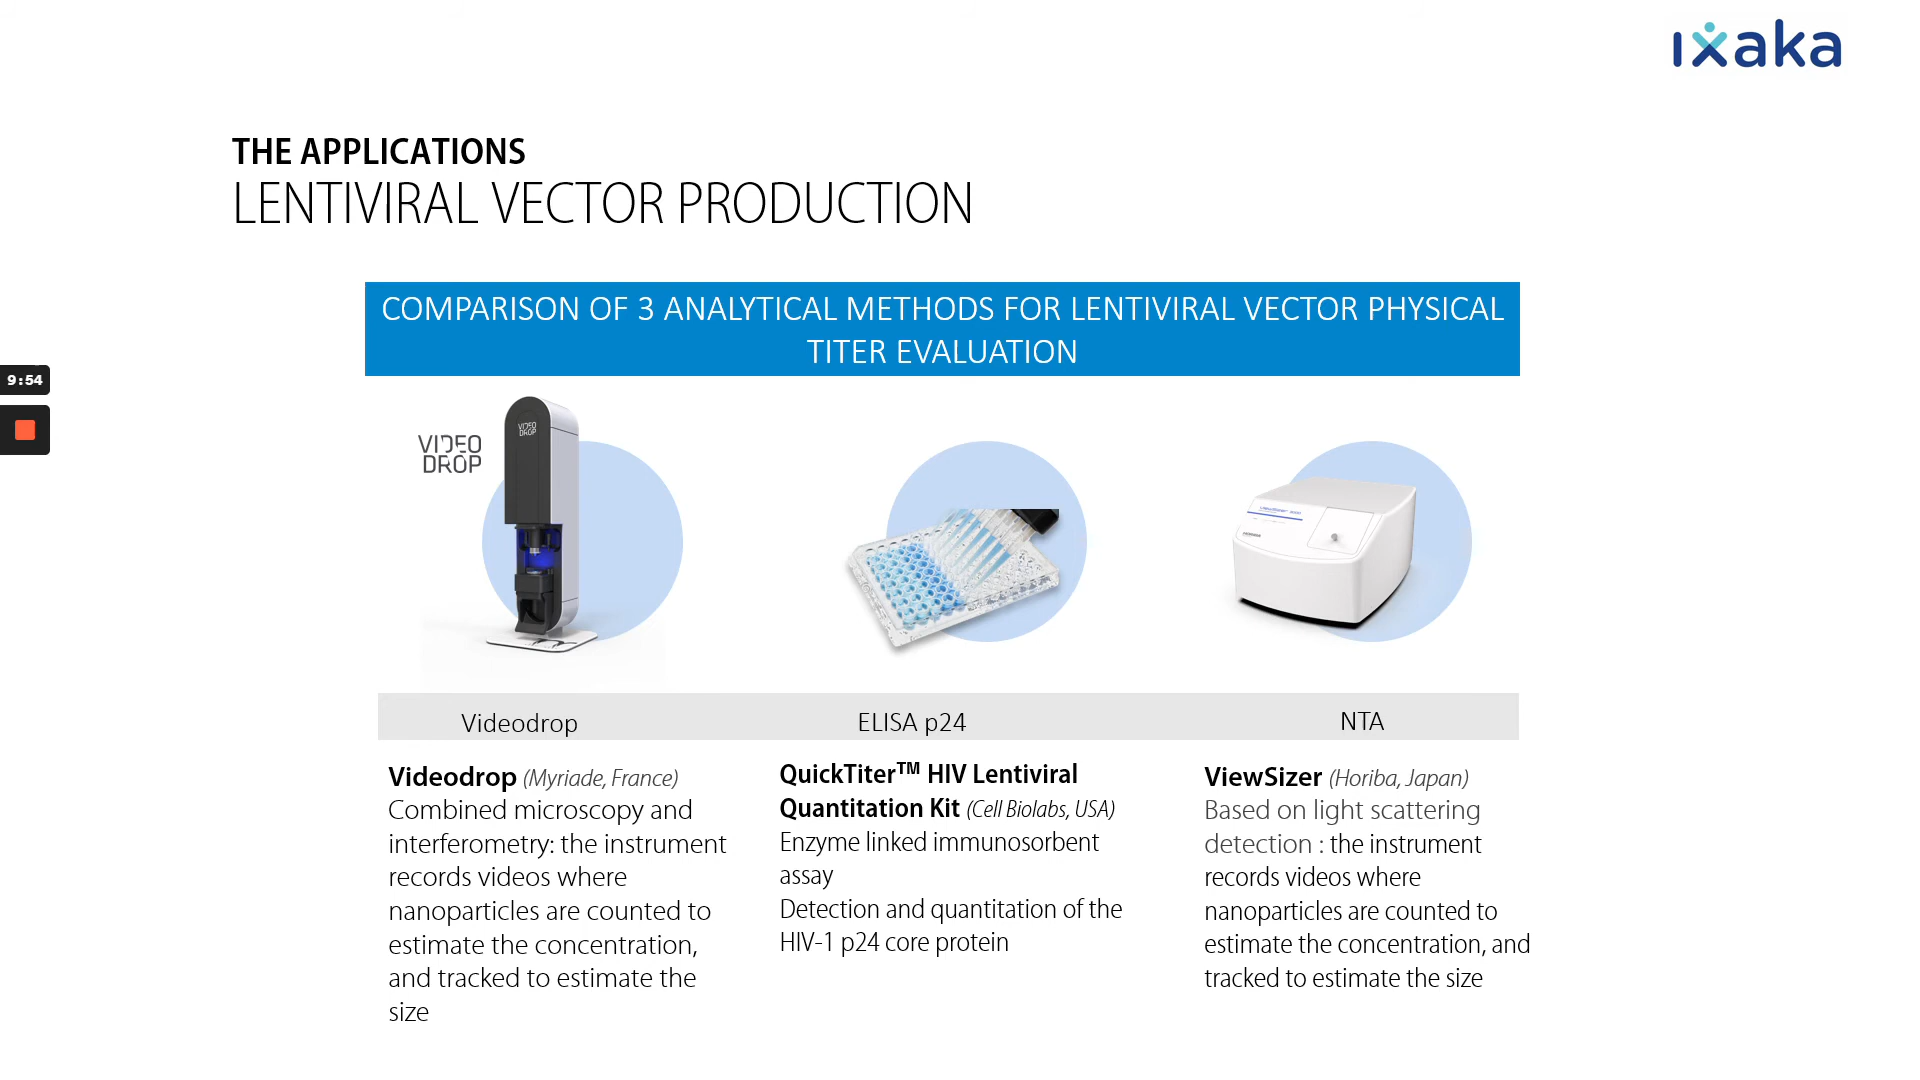 ixaka
THE APPLICATIONS
LENTIVIRAL VECTOR PRODUCTION
COMPARISON OF 3 ANALYTICAL METHODS FOR LENTIVIRAL VECTOR PHYSICAL
TITER EVALUATION
9:54
VIDEO
DROP
VIDEO
DROP
Videodrop
ELISA p24
NTA
Videodrop (Myriade, France)
Combined microscopy and
interferometry: the instrument
records videos where
nanoparticles are counted to
estimate the concentration,
and tracked to estimate the
size
QuickTiter™ HIV Lentiviral
Quantitation Kit (Cell Biolabs, USA)
Enzyme linked immunosorbent
assay
Detection and quantitation of the
HIV-1 p24 core protein
ViewSizer (Horiba, Japan)
Based on light scattering
detection : the instrument
records videos where
nanoparticles are counted to
estimate the concentration, and
tracked to estimate the size